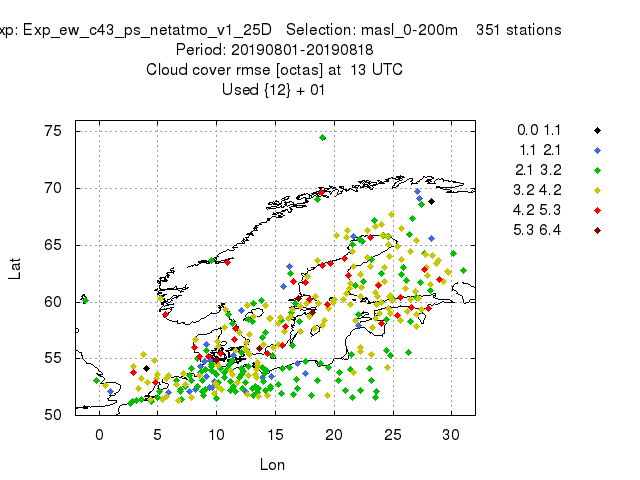 xp: Exp_ew_c43_ps_netatmo_v1_25D   Selection: masl_0-200m    351 stations
Period: 20190801-20190818
Cloud cover rmse [octas] at  13 UTC
Used {12} + 01
0.0 1.1
1.1 2.1
2.1 3.2
3.2 4.2
4.2 5.3
5.3 6.4
75
70
65
60
55
50
Lat
0 5 10 15 20 25 30
Lon